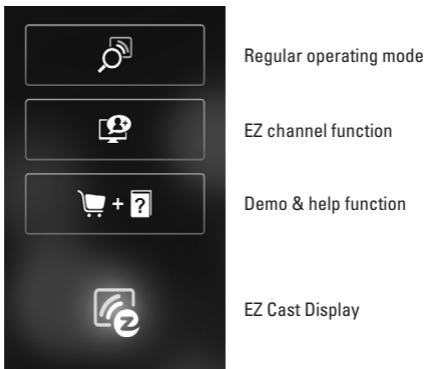 Regular operating mode
EZ channel function
+ ?
Demo & help function
z
EZ Cast Display